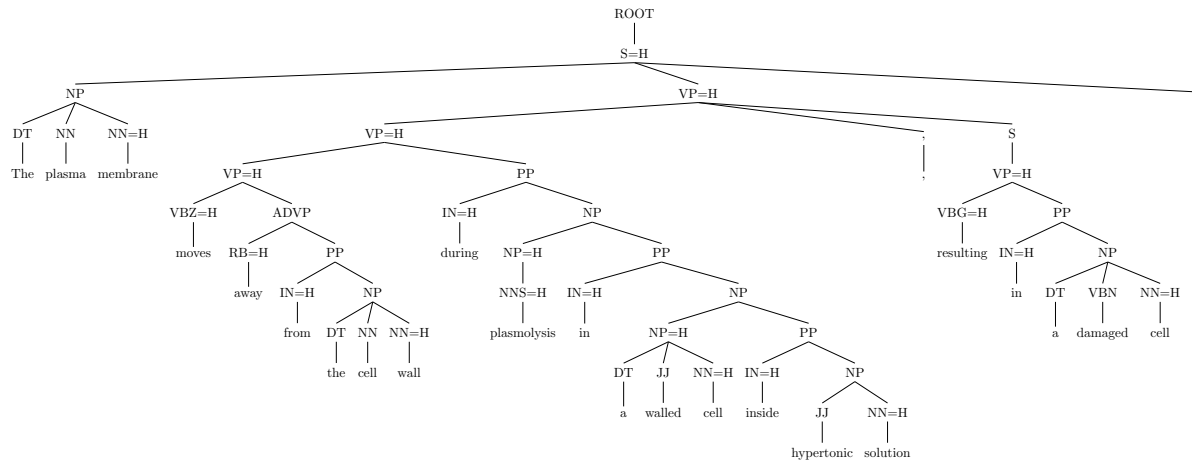 ROOT
S=H
NP VP=H
DT NN NN=H VP=H , S
The plasma membrane VP=H PP , VP=H
VBZ=H ADVP IN=H NP VBG=H PP
moves RB=H PP during NP=H PP resulting IN=H NP
away IN=H NP NNS=H IN=H NP in DT VBN NN=H
from DT NN NN=H plasmolysis in NP=H PP a damaged cell
the cell wall DT JJ NN=H IN=H NP
a walled cell inside JJ NN=H
hypertonic solution